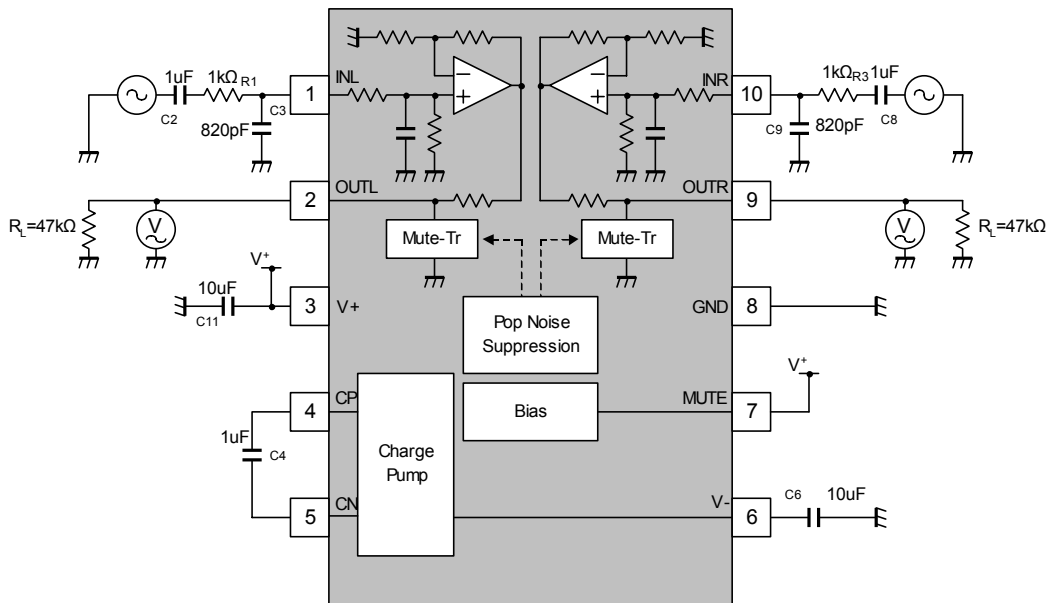 1uF
1kΩ R1
C2
C3
820pF
1
INL
−
+
−
+
INR
10
1kΩ R3
1uF
C9
820pF
C8
2
OUTL
OUTR
9
RL=47kΩ
V
Mute-Tr
Mute-Tr
V
RL=47kΩ
V+
10uF
C11
3
V+
Pop Noise
Suppression
GND
8
V+
4
CP
Bias
MUTE
7
1uF
C4
Charge
Pump
5
CN
V-
6
C6
10uF